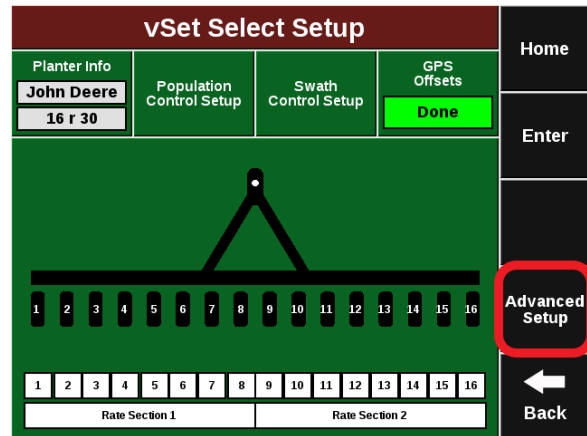 vSet Select Setup
Planter Info
John Deere
16 r 30
Population
Control Setup
Swath
Control Setup
GPS
Offsets
Done
1 2 3 4 5 6 7 8 9 10 11 12 13 14 15 16
1 2 3 4 5 6 7 8 9 10 11 12 13 14 15 16
Rate Section 1 Rate Section 2
Home
Enter
Advanced
Setup
Back